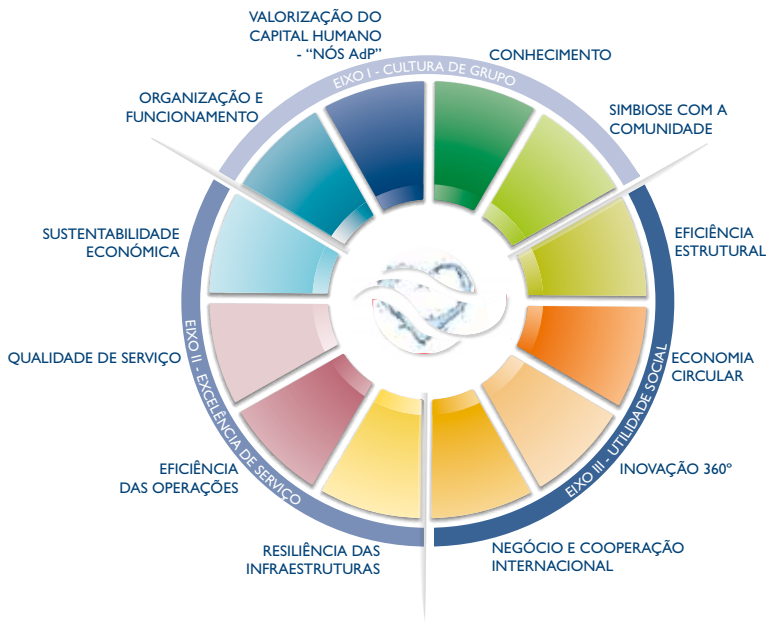 VALORIZAÇÃO DO
CAPITAL HUMANO
- “NÓS AdP”
CONHECIMENTO
EIXO I - CULTURA DE GRUPO
ORGANIZAÇÃO E
FUNCIONAMENTO
SIMBIOSE COM A
COMUNIDADE
SUSTENTABILIDADE
ECONÓMICA
EFICIÊNCIA
ESTRUTURAL
QUALIDADE DE SERVIÇO
ECONOMIA
CIRCULAR
EIXO II - EXCELÊNCIA DE SERVIÇO
EIXO III - UTILIDADE SOCIAL
EFICIÊNCIA
DAS OPERAÇÕES
INOVAÇÃO 360º
RESILIÊNCIA DAS
INFRAESTRUTURAS
NEGÓCIO E COOPERAÇÃO
INTERNACIONAL